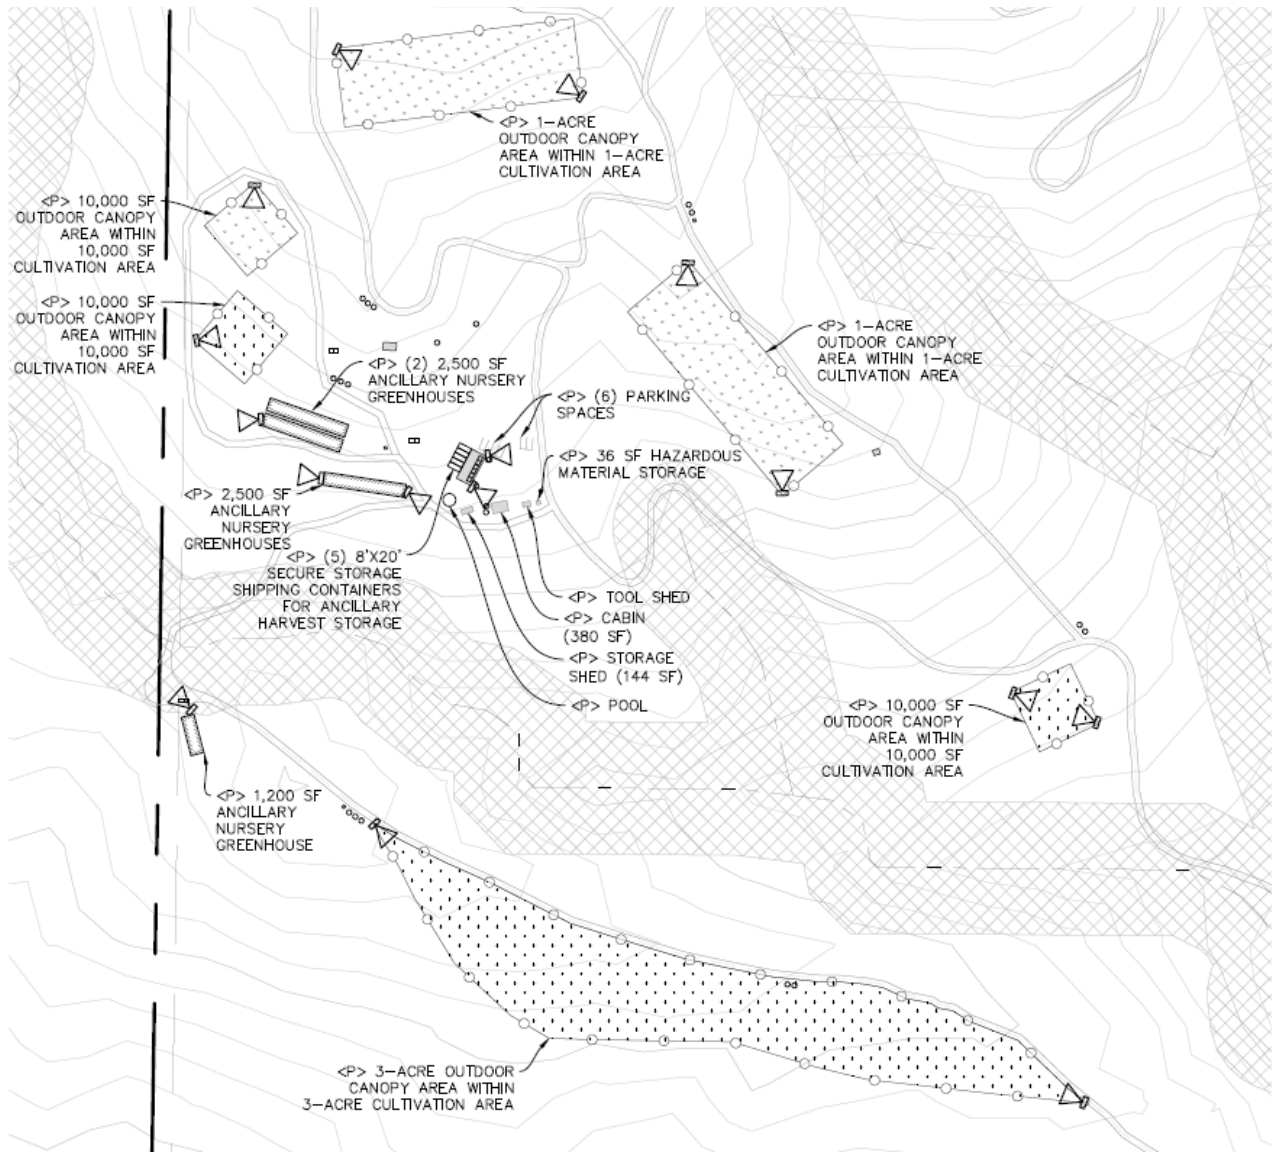 <P> 1-ACRE
OUTDOOR CANOPY
AREA WITHIN 1-ACRE
CULTIVATION AREA
<P> 10,000 SF
OUTDOOR CANOPY
AREA WITHIN
10,000 SF
CULTIVATION AREA
<P> 10,000 SF
OUTDOOR CANOPY
AREA WITHIN
10,000 SF
CULTIVATION AREA
<P> 1-ACRE
OUTDOOR CANOPY
AREA WITHIN 1-ACRE
CULTIVATION AREA
<P> (2) 2,500 SF
ANCILLARY NURSERY
GREENHOUSES
<P> (6) PARKING
SPACES
<P> 36 SF HAZARDOUS
MATERIAL STORAGE
<P> 2,500 SF
ANCILLARY
NURSERY
GREENHOUSES
<P> (5) 8'X20'
SECURE STORAGE
SHIPPING CONTAINERS
FOR ANCILLARY
HARVEST STORAGE
<P> TOOL SHED
<P> CABIN
(380 SF)
<P> STORAGE
SHED (144 SF)
<P> POOL
<P> 10,000 SF
OUTDOOR CANOPY
AREA WITHIN
10,000 SF
CULTIVATION AREA
<P> 1,200 SF
ANCILLARY
NURSERY
GREENHOUSE
<P> 3-ACRE OUTDOOR
CANOPY AREA WITHIN
3-ACRE CULTIVATION AREA